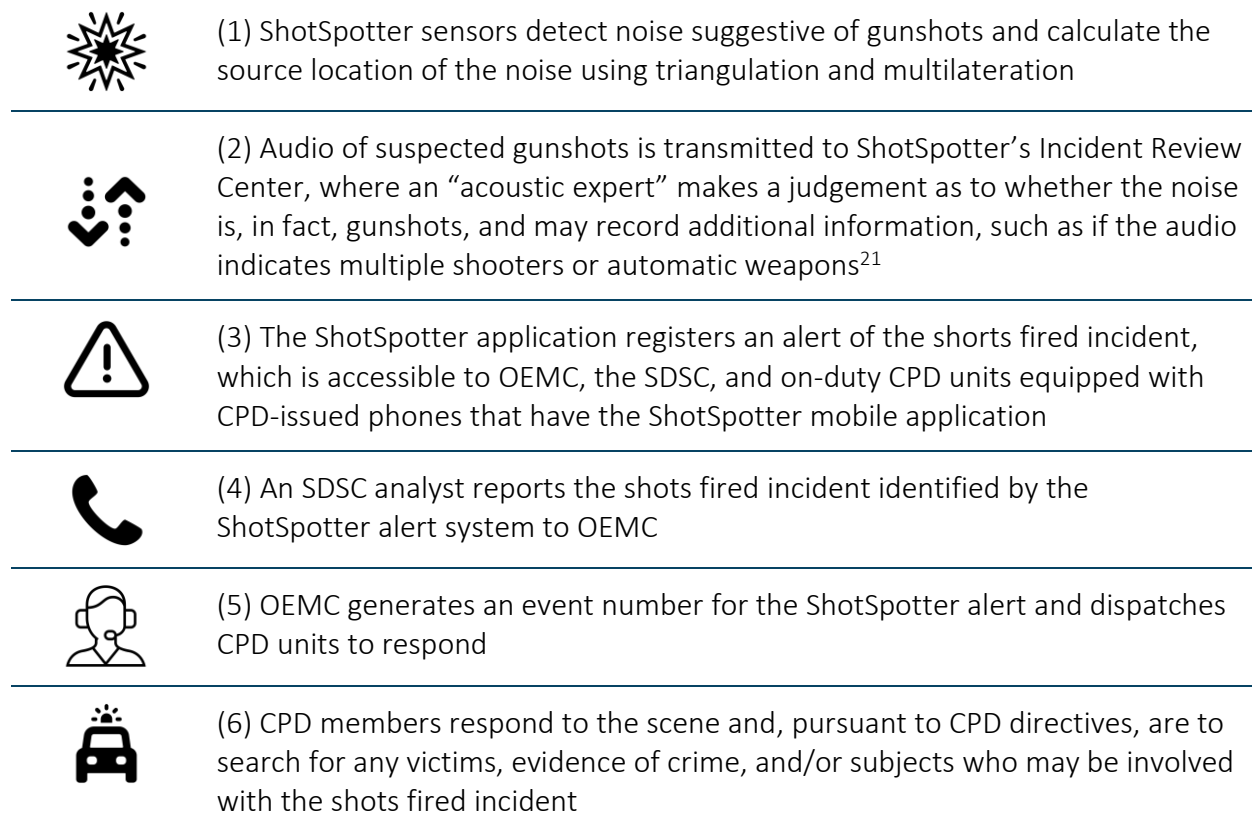 (1) ShotSpotter sensors detect noise suggestive of gunshots and calculate the
source location of the noise using triangulation and multilateration
(2) Audio of suspected gunshots is transmitted to ShotSpotter’s Incident Review
Center, where an “acoustic expert” makes a judgement as to whether the noise
is, in fact, gunshots, and may record additional information, such as if the audio
indicates multiple shooters or automatic weapons21
(3) The ShotSpotter application registers an alert of the shorts fired incident,
which is accessible to OEMC, the SDSC, and on-duty CPD units equipped with
CPD-issued phones that have the ShotSpotter mobile application
(4) An SDSC analyst reports the shots fired incident identified by the
ShotSpotter alert system to OEMC
(5) OEMC generates an event number for the ShotSpotter alert and dispatches
CPD units to respond
(6) CPD members respond to the scene and, pursuant to CPD directives, are to
search for any victims, evidence of crime, and/or subjects who may be involved
with the shots fired incident